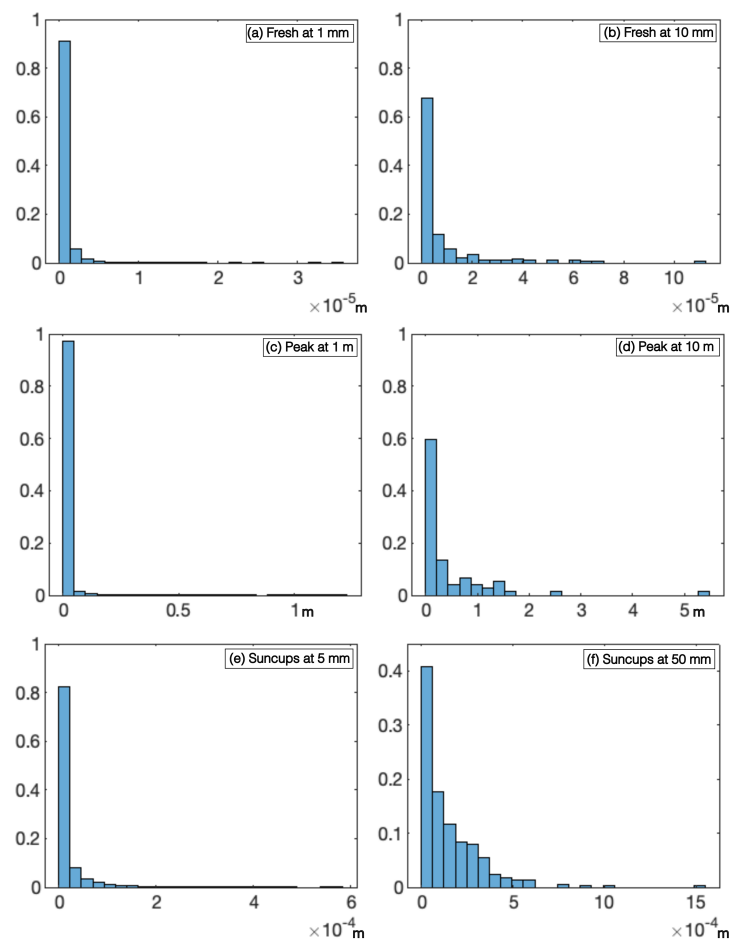 (a) Fresh at 1 mm
1
0.8
0.6
0.4
0.2
0
0 1 2 3
×10⁻⁵m
(b) Fresh at 10 mm
1
0.8
0.6
0.4
0.2
0
0 2 4 6 8 10
×10⁻⁵m
(c) Peak at 1 m
1
0.8
0.6
0.4
0.2
0
0 0.5 1 m
(d) Peak at 10 m
1
0.8
0.6
0.4
0.2
0
0 1 2 3 4 5 m
(e) Suncups at 5 mm
1
0.8
0.6
0.4
0.2
0
0 2 4 6
×10⁻⁴ m
(f) Suncups at 50 mm
0.4
0.3
0.2
0.1
0
0 5 10 15
×10⁻⁴ m